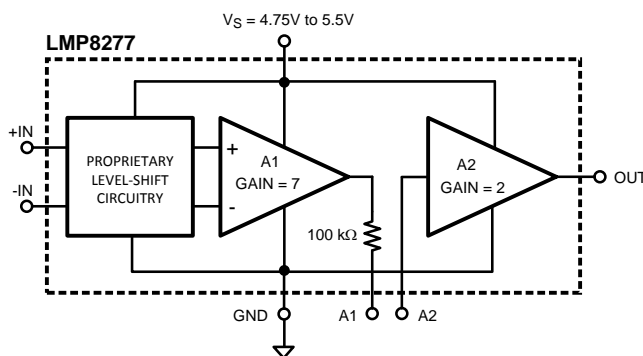 V_S = 4.75V to 5.5V
LMP8277
+IN
-IN
PROPRIETARY
LEVEL-SHIFT
CIRCUITRY
+
-
A1
GAIN = 7
A2
GAIN = 2
OUT
100 kΩ
GND
A1
A2